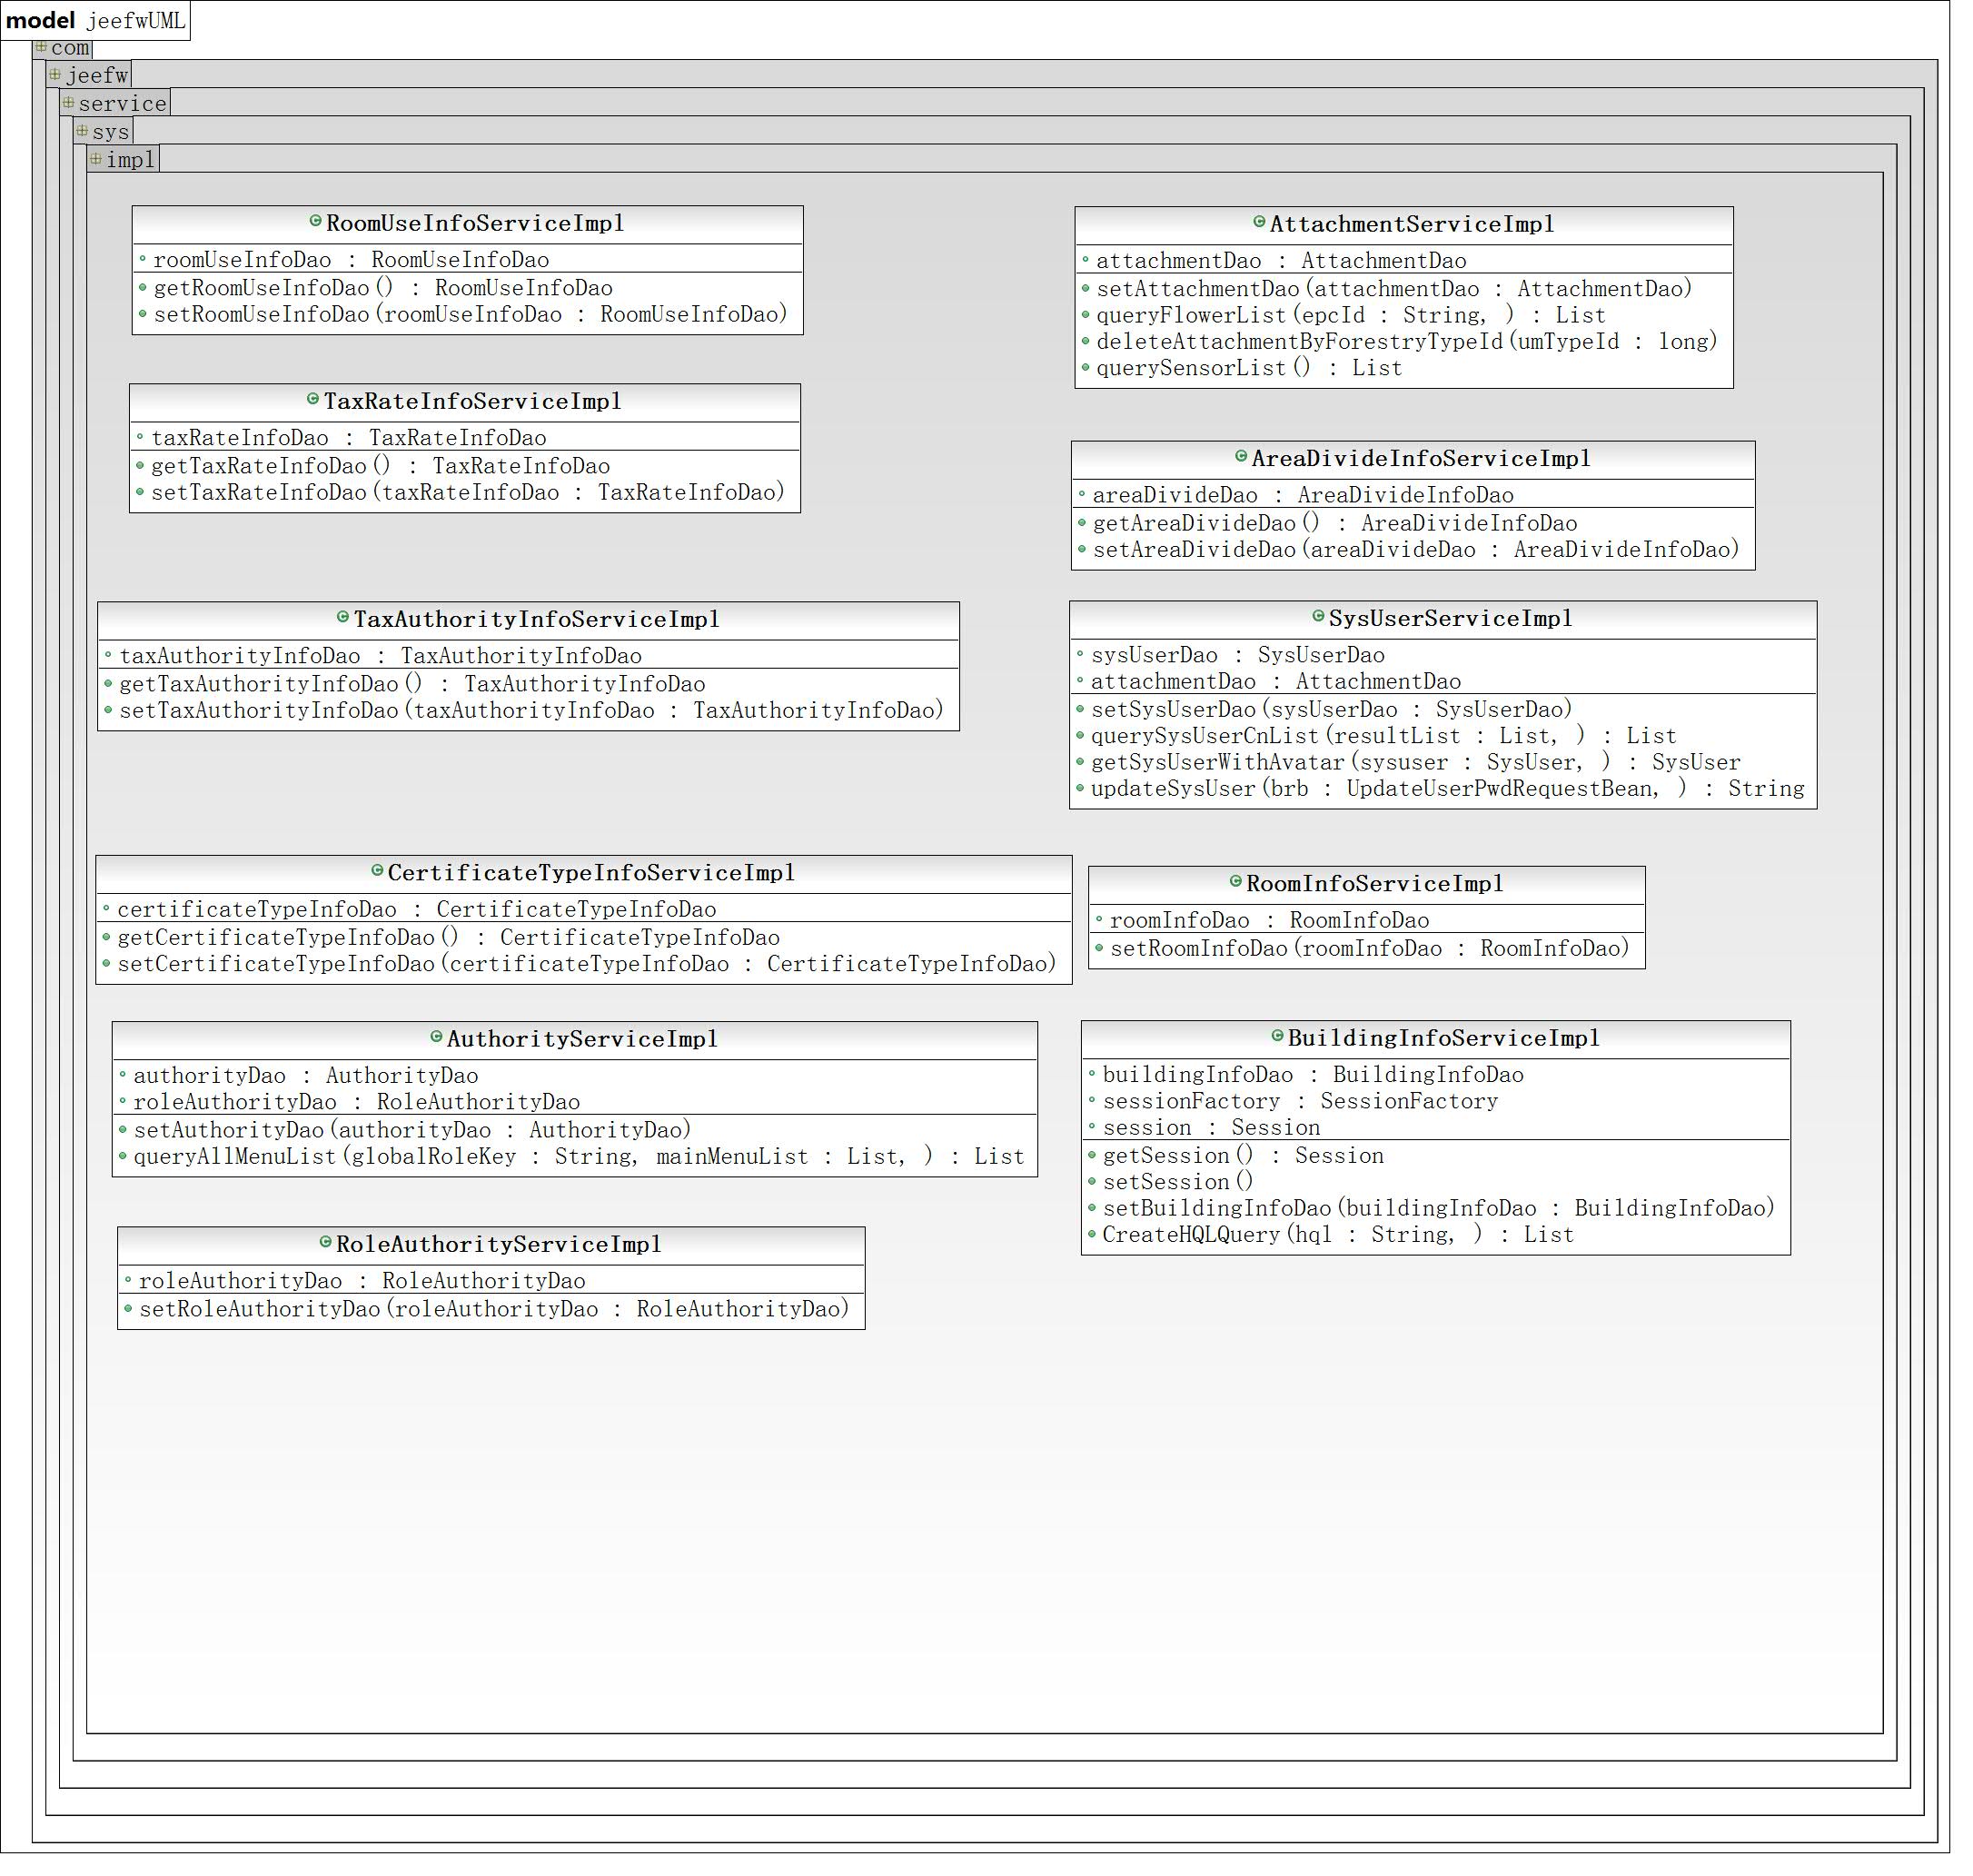 model jeefwUML
com
jeefw
service
sys
impl
RoomUseInfoServiceImpl
roomUseInfoDao : RoomUseInfoDao
getRoomUseInfoDao() : RoomUseInfoDao
setRoomUseInfoDao(roomUseInfoDao : RoomUseInfoDao)
AttachmentServiceImpl
attachmentDao : AttachmentDao
setAttachmentDao(attachmentDao : AttachmentDao)
queryFlowerList(epcId : String, ) : List
deleteAttachmentByForestryTypeId(umTypeId : long)
querySensorList() : List
TaxRateInfoServiceImpl
taxRateInfoDao : TaxRateInfoDao
getTaxRateInfoDao() : TaxRateInfoDao
setTaxRateInfoDao(taxRateInfoDao : TaxRateInfoDao)
AreaDivideInfoServiceImpl
areaDivideDao : AreaDivideInfoDao
getAreaDivideDao() : AreaDivideInfoDao
setAreaDivideDao(areaDivideDao : AreaDivideInfoDao)
TaxAuthorityInfoServiceImpl
taxAuthorityInfoDao : TaxAuthorityInfoDao
getTaxAuthorityInfoDao() : TaxAuthorityInfoDao
setTaxAuthorityInfoDao(taxAuthorityInfoDao : TaxAuthorityInfoDao)
SysUserServiceImpl
sysUserDao : SysUserDao
attachmentDao : AttachmentDao
setSysUserDao(sysUserDao : SysUserDao)
querySysUserCnList(resultList : List, ) : List
getSysUserWithAvatar(sysuser : SysUser, ) : SysUser
updateSysUser(brb : UpdateUserPwdRequestBean, ) : String
CertificateTypeInfoServiceImpl
certificateTypeInfoDao : CertificateTypeInfoDao
getCertificateTypeInfoDao() : CertificateTypeInfoDao
setCertificateTypeInfoDao(certificateTypeInfoDao : CertificateTypeInfoDao)
RoomInfoServiceImpl
roomInfoDao : RoomInfoDao
setRoomInfoDao(roomInfoDao : RoomInfoDao)
AuthorityServiceImpl
authorityDao : AuthorityDao
roleAuthorityDao : RoleAuthorityDao
setAuthorityDao(authorityDao : AuthorityDao)
queryAllMenuList(globalRoleKey : String, mainMenuList : List, ) : List
BuildingInfoServiceImpl
buildingInfoDao : BuildingInfoDao
sessionFactory : SessionFactory
session : Session
getSession() : Session
setSession()
setBuildingInfoDao(buildingInfoDao : BuildingInfoDao)
CreateHQLQuery(hql : String, ) : List
RoleAuthorityServiceImpl
roleAuthorityDao : RoleAuthorityDao
setRoleAuthorityDao(roleAuthorityDao : RoleAuthorityDao)